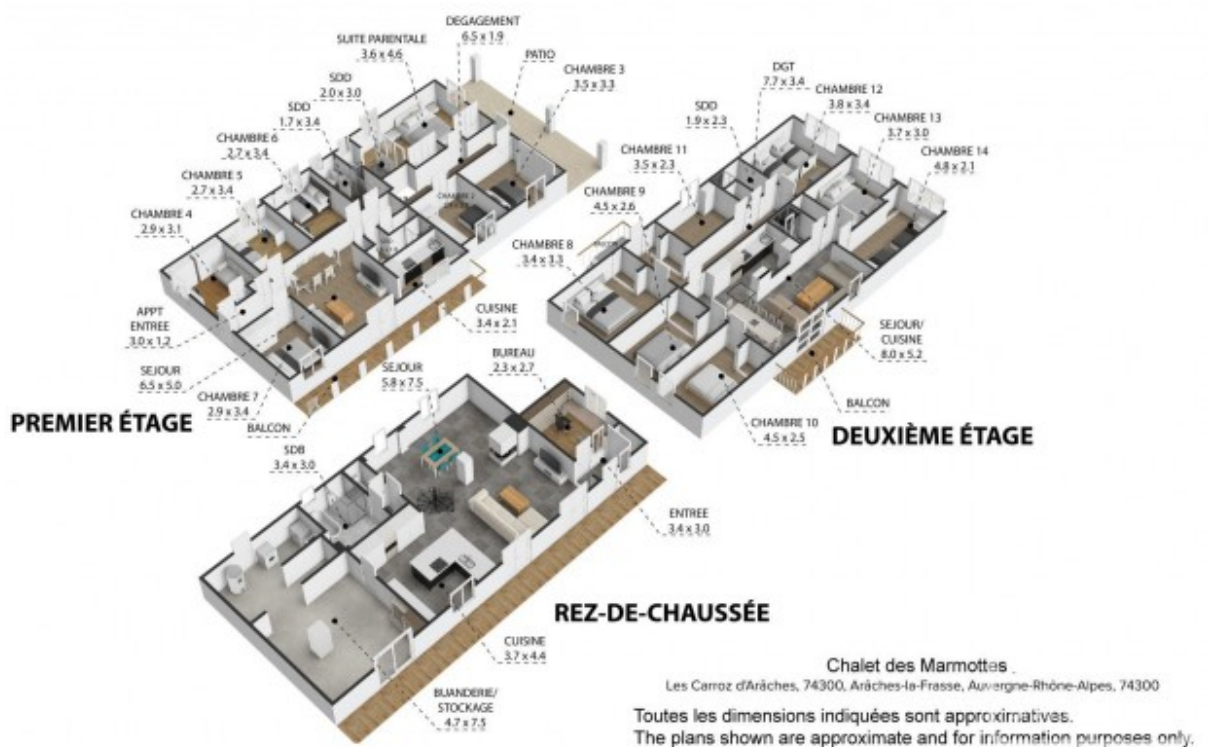 DEGAGEMENT
6.5 x 1.9
SUITE PARENTALE
3.6 x 4.6
PATIO
SDD
2.0 x 3.0
CHAMBRE 3
3.5 x 3.3
SDD
1.7 x 3.4
CHAMBRE 6
2.7 x 3.4
CHAMBRE 5
2.7 x 3.4
CHAMBRE 4
2.9 x 3.1
CHAMBRE 2
SDD
APPT
ENTREE
3.0 x 1.2
SEJOUR
6.5 x 5.0
CHAMBRE 7
2.9 x 3.4
BALCON
CUISINE
3.4 x 2.1
PREMIER ÉTAGE
DGT
7.7 x 3.4
CHAMBRE 12
3.8 x 3.4
SDD
1.9 x 2.3
CHAMBRE 13
3.7 x 3.0
CHAMBRE 14
4.8 x 2.1
CHAMBRE 11
3.5 x 2.3
CHAMBRE 9
4.5 x 2.6
CHAMBRE 8
3.4 x 3.3
BALCON
SEJOUR/
CUISINE
8.0 x 5.2
BALCON
CHAMBRE 10
4.5 x 2.5
DEUXIÈME ÉTAGE
SEJOUR
5.8 x 7.5
BUREAU
2.3 x 2.7
SDB
3.4 x 3.0
ENTREE
3.4 x 3.0
CUISINE
3.7 x 4.4
BUANDERIE/
STOCKAGE
4.7 x 7.5
REZ-DE-CHAUSSÉE
Chalet des Marmottes
Les Carroz d'Arâches, 74300, Arâches-la-Frasse, Auvergne-Rhône-Alpes, 74300
Toutes les dimensions indiquées sont approximatives.
The plans shown are approximate and for information purposes only.